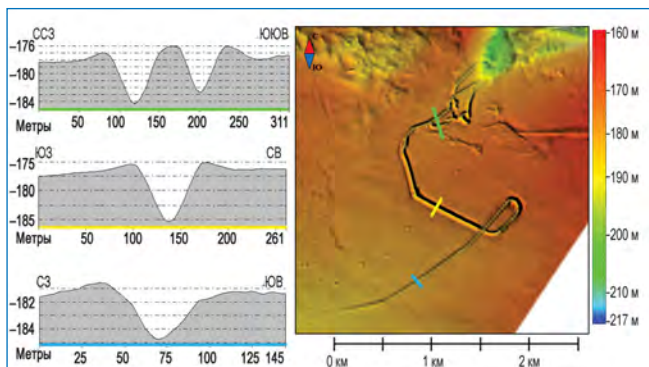 ССЗ ЮЮВ
-176
-178
-180
-182
-184
Метры 50 100 150 200 250 311
ЮЗ СВ
-175
-180
-185
Метры 50 100 150 200 261
СЗ ЮВ
-182
-184
Метры 25 50 75 100 125 145
С
Ю
-160 м
-170 м
-180 м
-190 м
-200 м
-210 м
-217 м
0 км 1 км 2 км